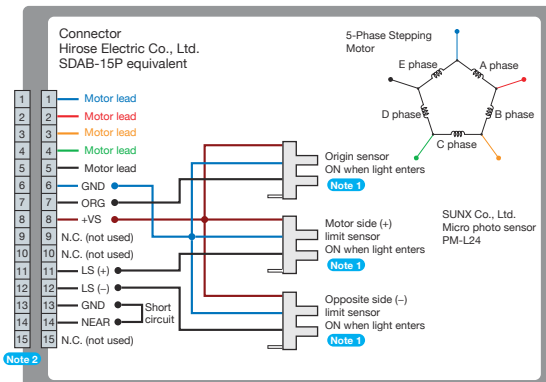 Connector
Hirose Electric Co., Ltd.
SDAB-15P equivalent
5-Phase Stepping
Motor
E phase
A phase
D phase
B phase
C phase
1 1 Motor lead
2 2 Motor lead
3 3 Motor lead
4 4 Motor lead
5 5 Motor lead
6 6 GND
7 7 ORG
8 8 +VS
9 9 N.C. (not used)
10 10 N.C. (not used)
11 11 LS (+)
12 12 LS (–)
13 13 GND
14 14 NEAR
15 15 N.C. (not used)
Short
circuit
Note 2
Origin sensor
ON when light enters
Note 1
Motor side (+)
limit sensor
ON when light enters
Note 1
Opposite side (–)
limit sensor
ON when light enters
Note 1
SUNX Co., Ltd.
Micro photo sensor
PM-L24